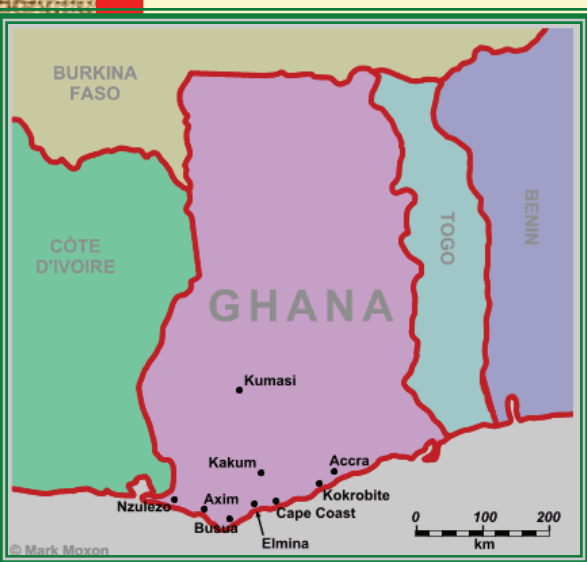 BURKINA
FASO
CÔTE
D'IVOIRE
GHANA
TOGO
BENIN
Kumasi
Kakum
Accra
Kokrobite
Nzulezo
Axim
Cape Coast
Busua
Elmina
0 100 200
km
© Mark Moxon